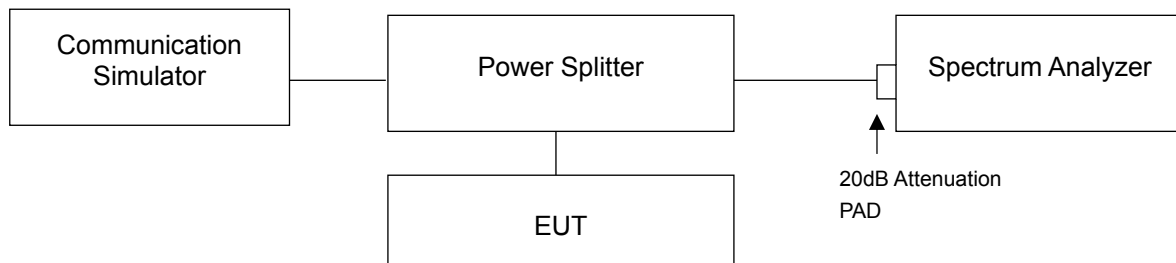 Communication
Simulator
Power Splitter
Spectrum Analyzer
20dB Attenuation
PAD
EUT